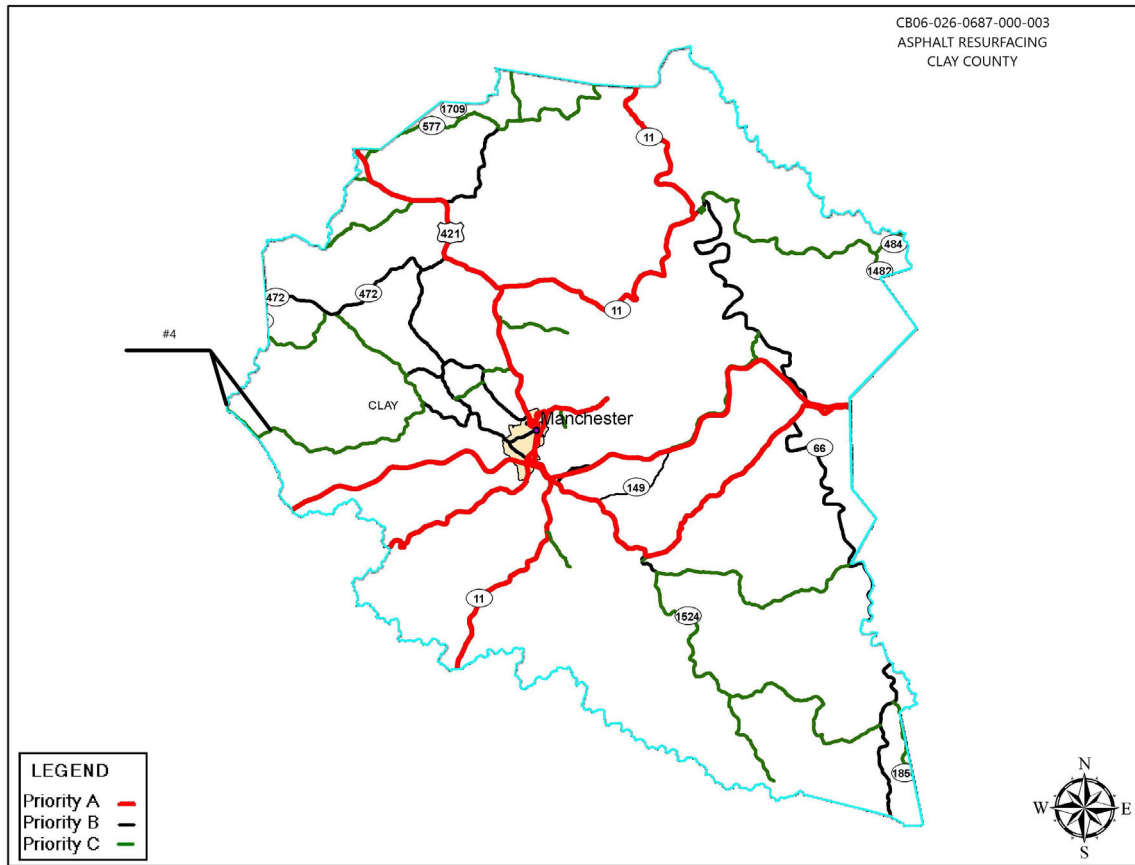 CB06-026-0687-000-003
ASPHALT RESURFACING
CLAY COUNTY
1709
577
11
421
484
1482
472
472
11
#4
CLAY
Manchester
66
149
11
1524
185
LEGEND
Priority A
Priority B
Priority C
N
W
E
S